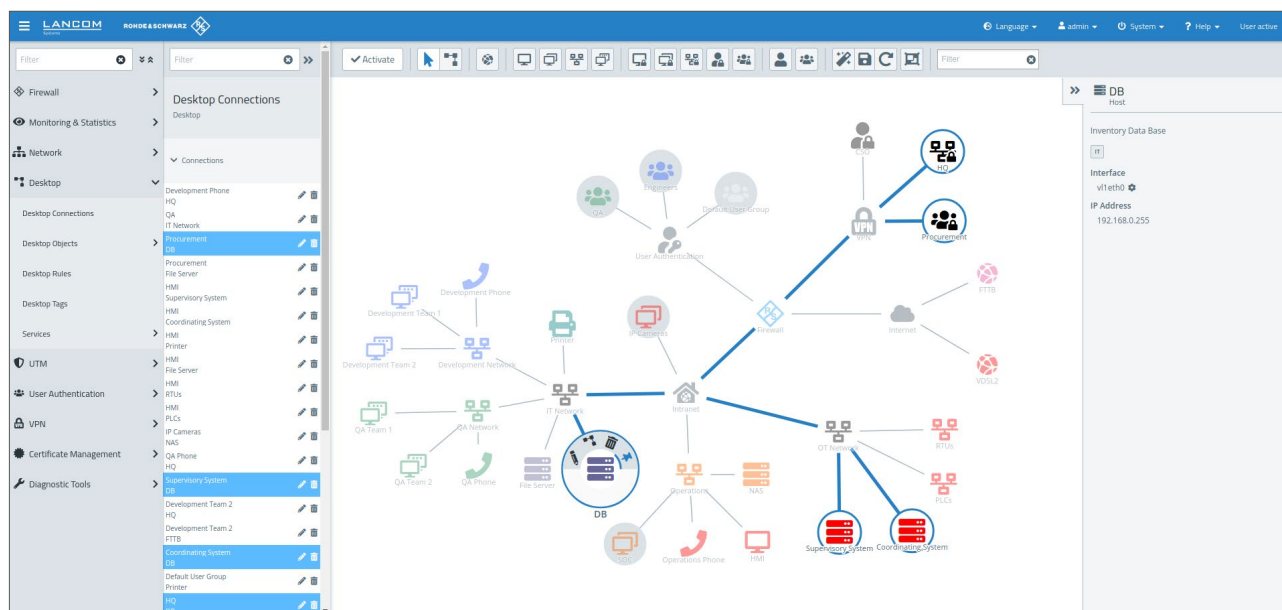 LANCOM
Systems
ROHDE & SCHWARZ
Language
admin
System
Help
User active
Filter
Filter
Activate
Filter
Firewall
Monitoring & Statistics
Network
Desktop
Desktop Connections
Desktop Objects
Desktop Rules
Desktop Tags
Services
UTM
User Authentication
VPN
Certificate Management
Diagnostic Tools
Desktop Connections
Desktop
Connections
Development Phone
HQ
QA
IT Network
Procurement
DB
Procurement
File Server
HMI
Supervisory System
HMI
Coordinating System
HMI
Printer
HMI
File Server
HMI
RTUs
HMI
PLCs
IP Cameras
NAS
QA Phone
HQ
Supervisory System
DB
Development Team 2
HQ
Development Team 2
FTTB
Coordinating System
DB
Default User Group
Printer
HQ
CSO
HQ
Engineers
QA
Default User Group
VPN
VPN
Procurement
User Authentication
FTTB
Development Phone
Development Team 1
IP Cameras
Printer
Firewall
Internet
Development Team 2
Development Network
VDSL2
IT Network
Intranet
QA Team 1
QA Network
OT Network
RTUs
QA Team 2
QA Phone
File Server
DB
Operations
NAS
PLCs
SOC
Operations Phone
HMI
Supervisory System
Coordinating System
DB
Host
Inventory Data Base
IT
Interface
vl1eth0
IP Address
192.168.0.255